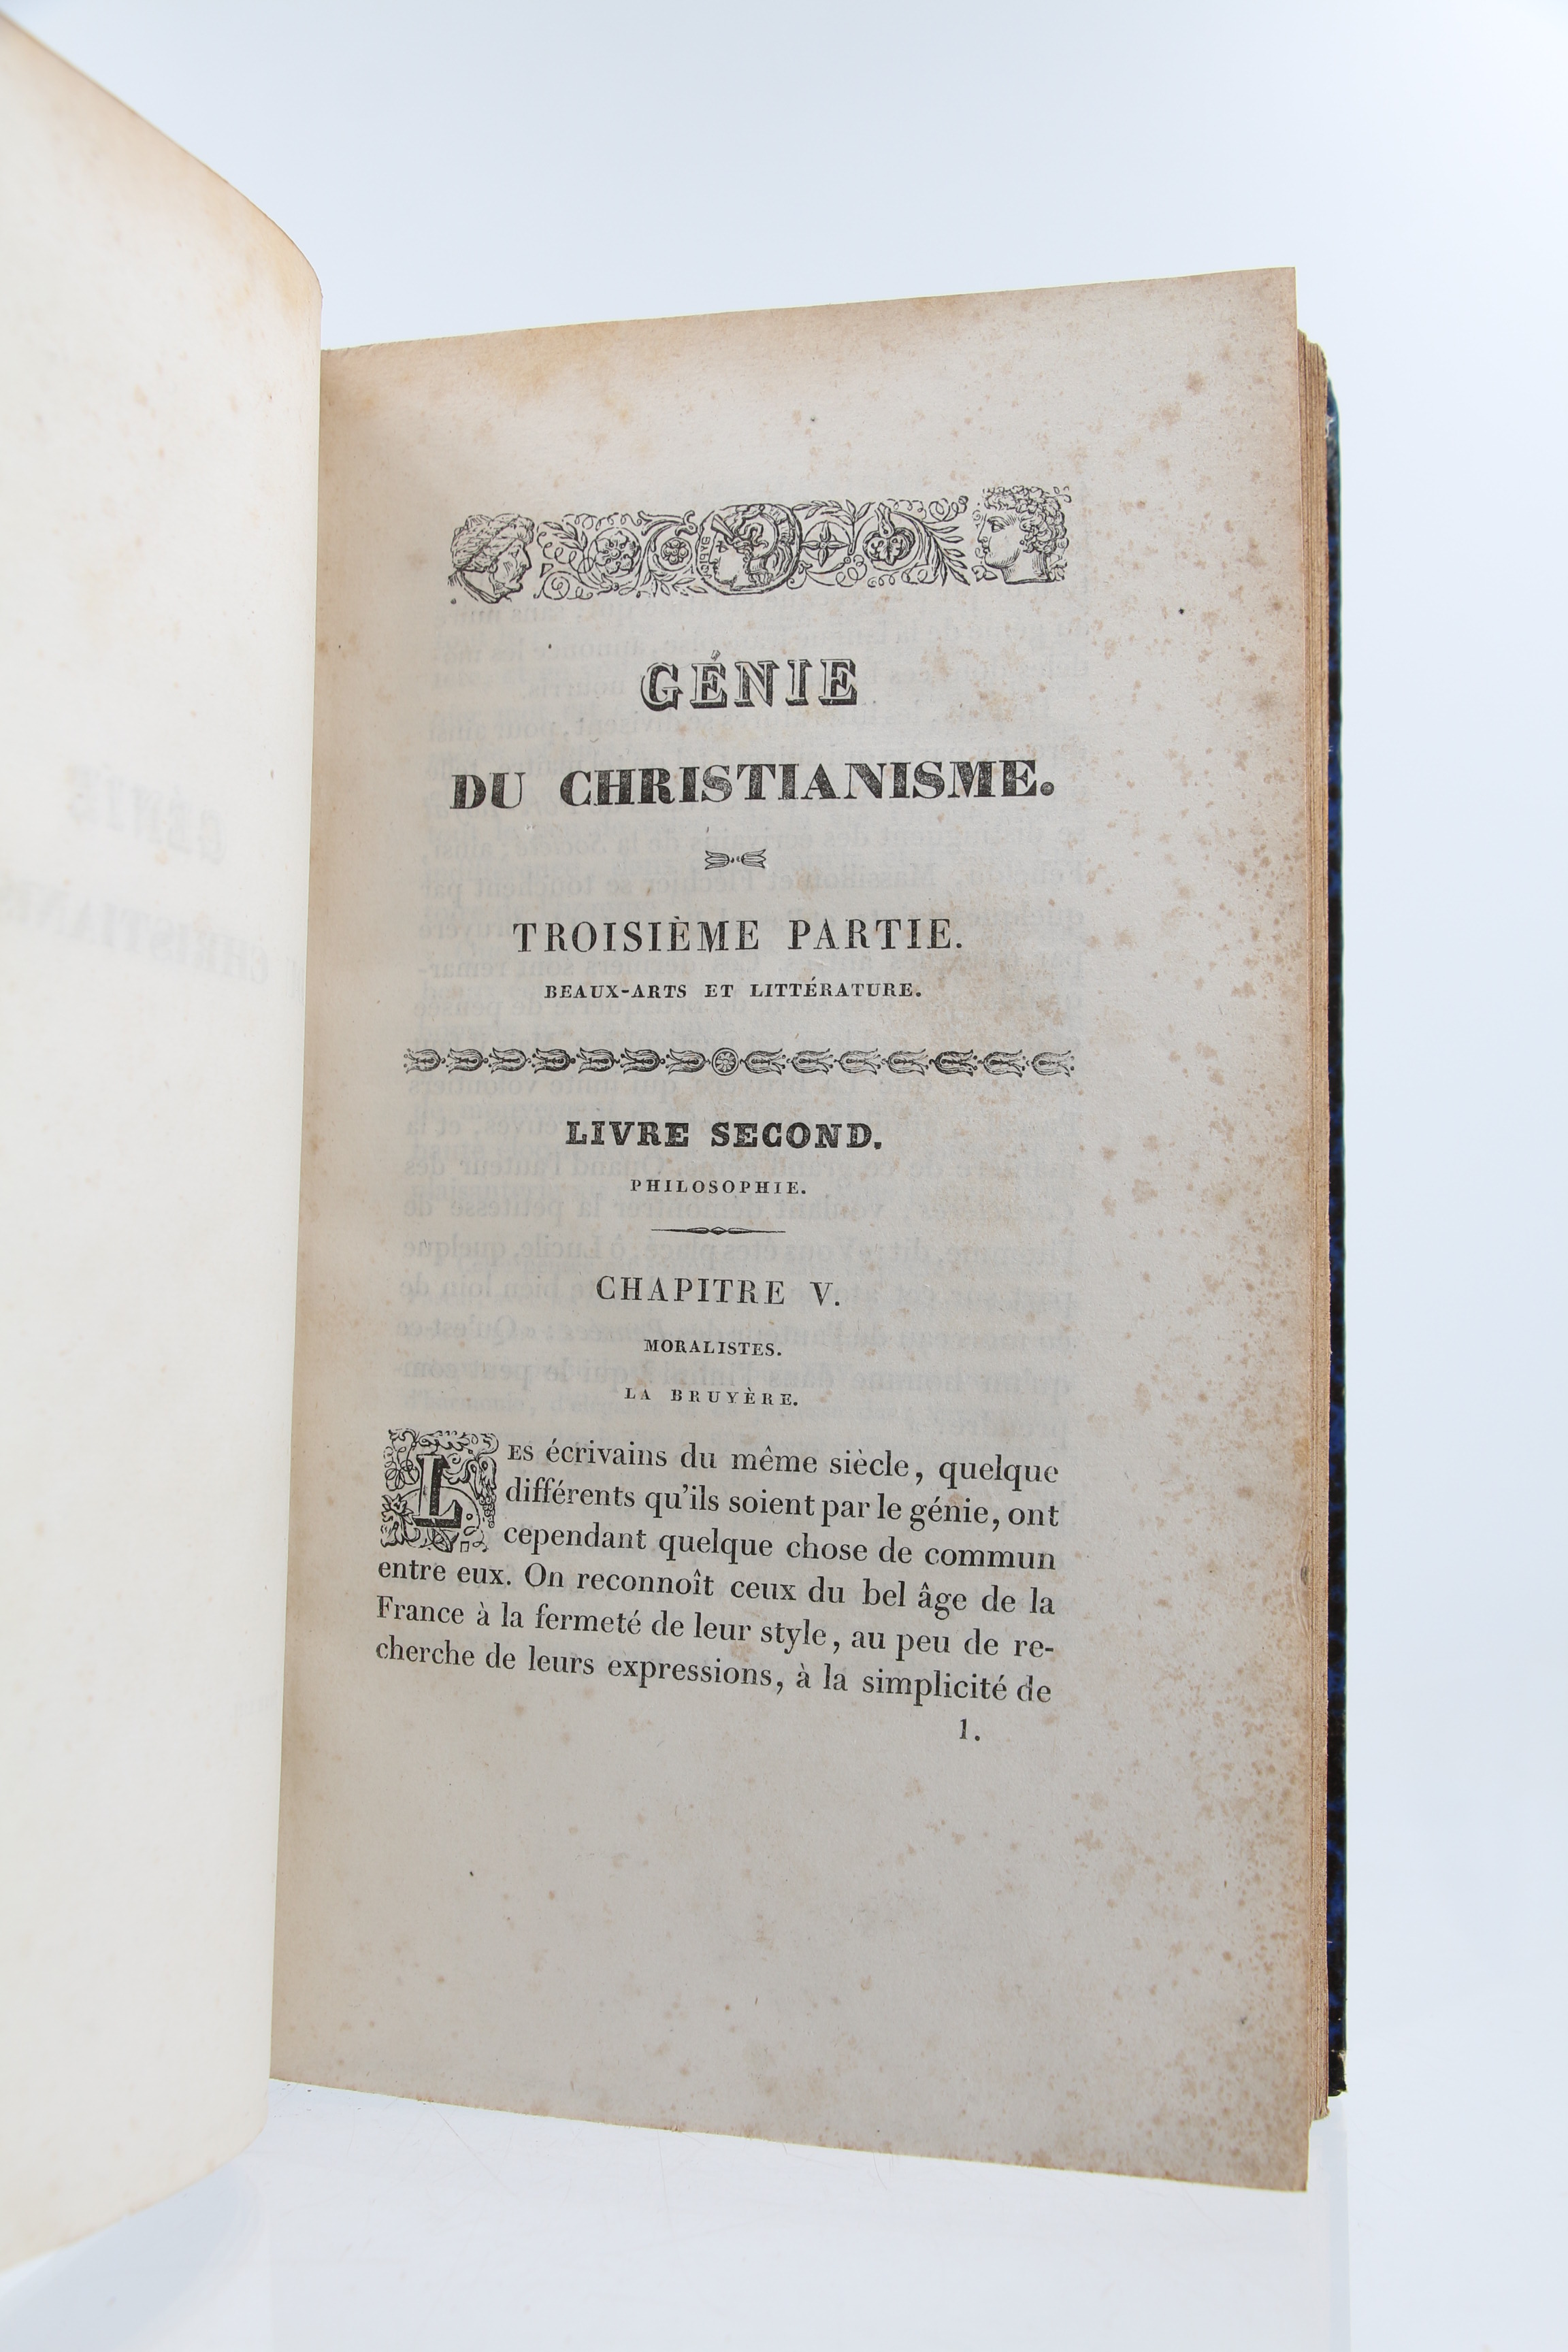 GÉNIE
DU CHRISTIANISME.
TROISIÈME PARTIE.
BEAUX-ARTS ET LITTÉRATURE.
LIVRE SECOND.
PHILOSOPHIE.
CHAPITRE V.
MORALISTES.
LA BRUYÈRE.
LES écrivains du même siècle, quelque
différents qu'ils soient par le génie, ont
cependant quelque chose de commun
entre eux. On reconnoît ceux du bel âge de la
France à la fermeté de leur style, au peu de re-
cherche de leurs expressions, à la simplicité de
1.